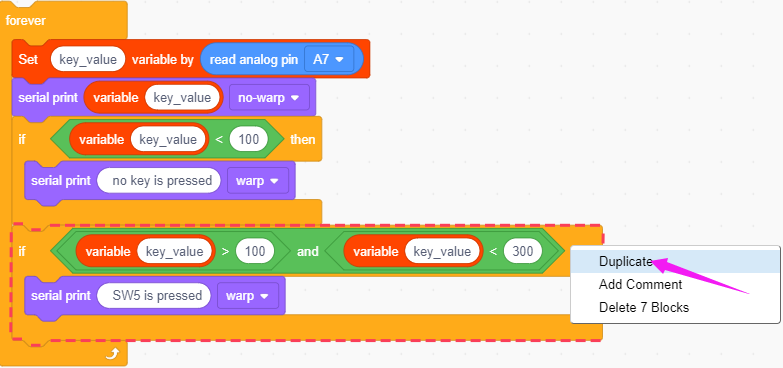 forever
Set key_value variable by read analog pin A7
serial print variable key_value no-warp
if variable key_value < 100 then
serial print no key is pressed warp
if variable key_value > 100 and variable key_value < 300
Duplicate
Add Comment
serial print SW5 is pressed warp
Delete 7 Blocks